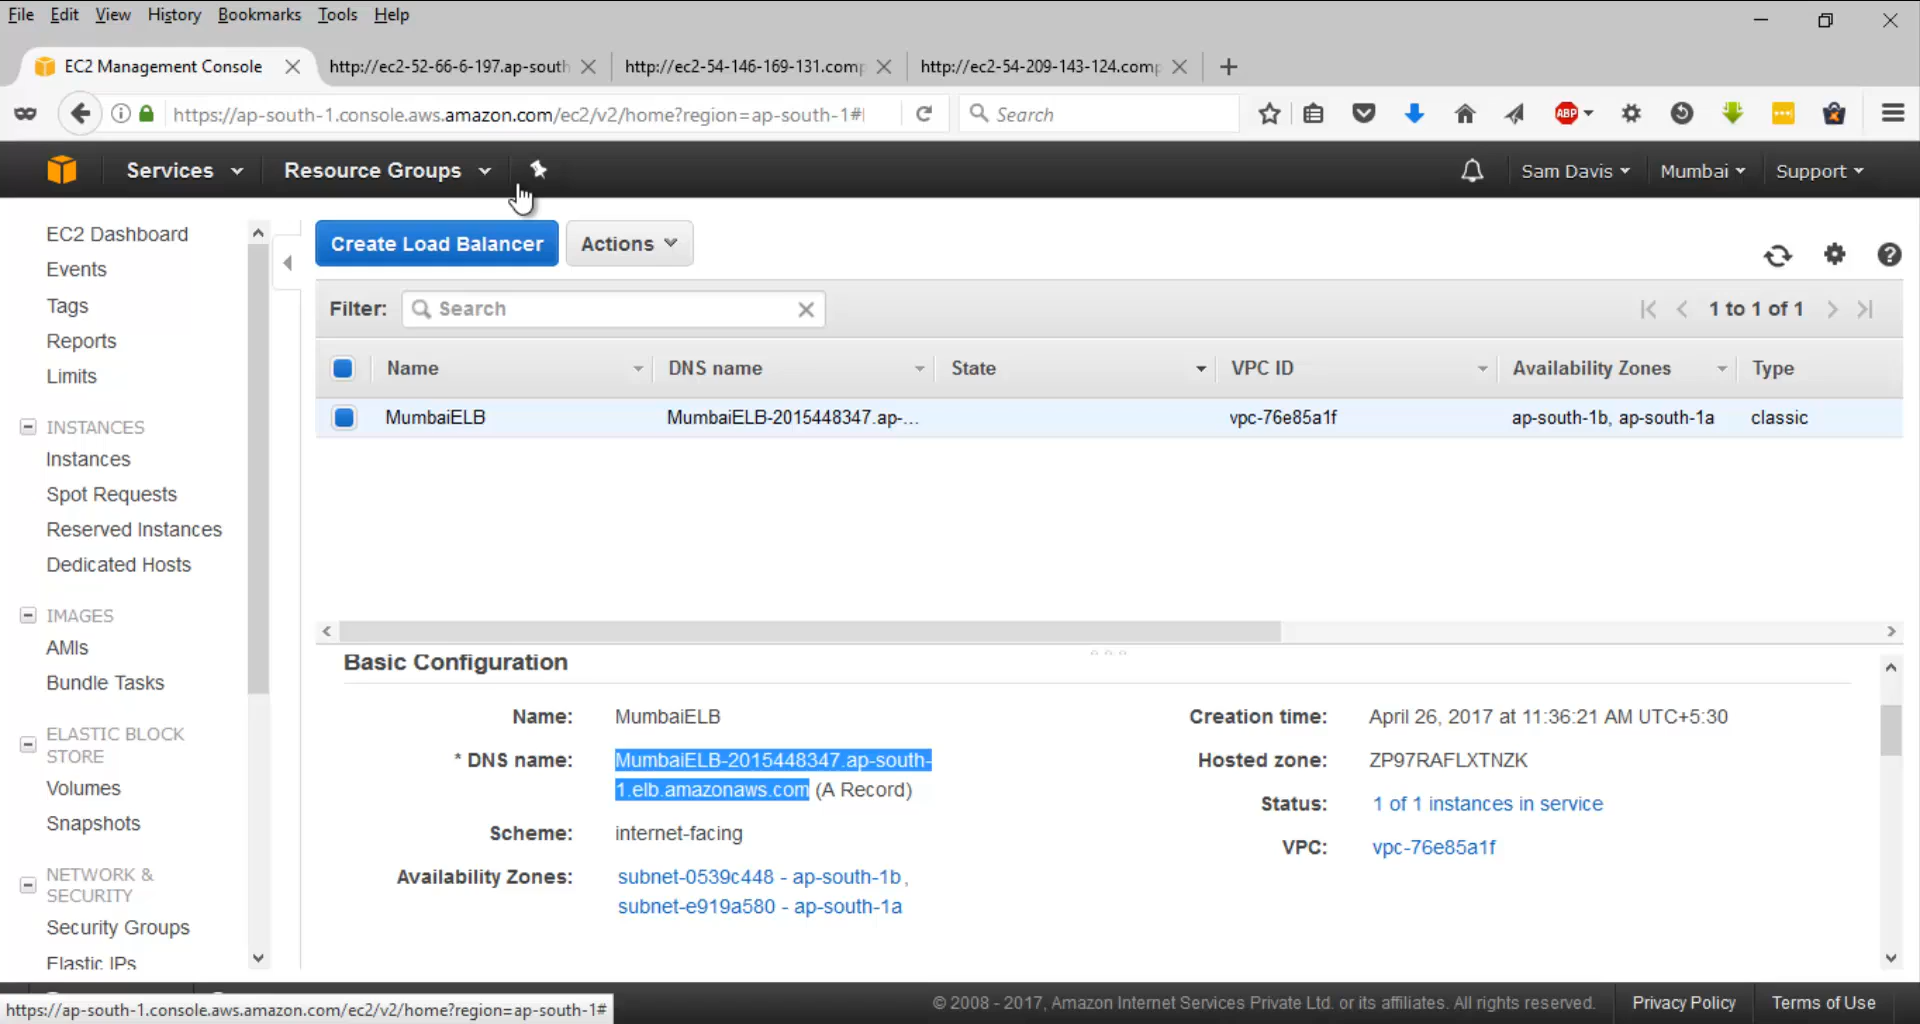 File Edit View History Bookmarks Tools Help
EC2 Management Console http://ec2-52-66-6-197.ap-south http://ec2-54-146-169-131.comp http://ec2-54-209-143-124.comp
https://ap-south-1.console.aws.amazon.com/ec2/v2/home?region=ap-south-1# Search ABP
Services Resource Groups Sam Davis Mumbai Support
EC2 Dashboard
Events
Tags
Reports
Limits
INSTANCES
Instances
Spot Requests
Reserved Instances
Dedicated Hosts
IMAGES
AMIs
Bundle Tasks
ELASTIC BLOCK
STORE
Volumes
Snapshots
NETWORK &
SECURITY
Security Groups
Elastic IPs
Create Load Balancer Actions
Filter: Search 1 to 1 of 1
Name DNS name State VPC ID Availability Zones Type
MumbaiELB MumbaiELB-2015448347.ap-... vpc-76e85a1f ap-south-1b, ap-south-1a classic
Basic Configuration
Name: MumbaiELB
* DNS name: MumbaiELB-2015448347.ap-south-
1.elb.amazonaws.com (A Record)
Scheme: internet-facing
Availability Zones: subnet-0539c448 - ap-south-1b,
subnet-e919a580 - ap-south-1a
Creation time: April 26, 2017 at 11:36:21 AM UTC+5:30
Hosted zone: ZP97RAFLXTNZK
Status: 1 of 1 instances in service
VPC: vpc-76e85a1f
https://ap-south-1.console.aws.amazon.com/ec2/v2/home?region=ap-south-1#
© 2008 - 2017, Amazon Internet Services Private Ltd. or its affiliates. All rights reserved. Privacy Policy Terms of Use